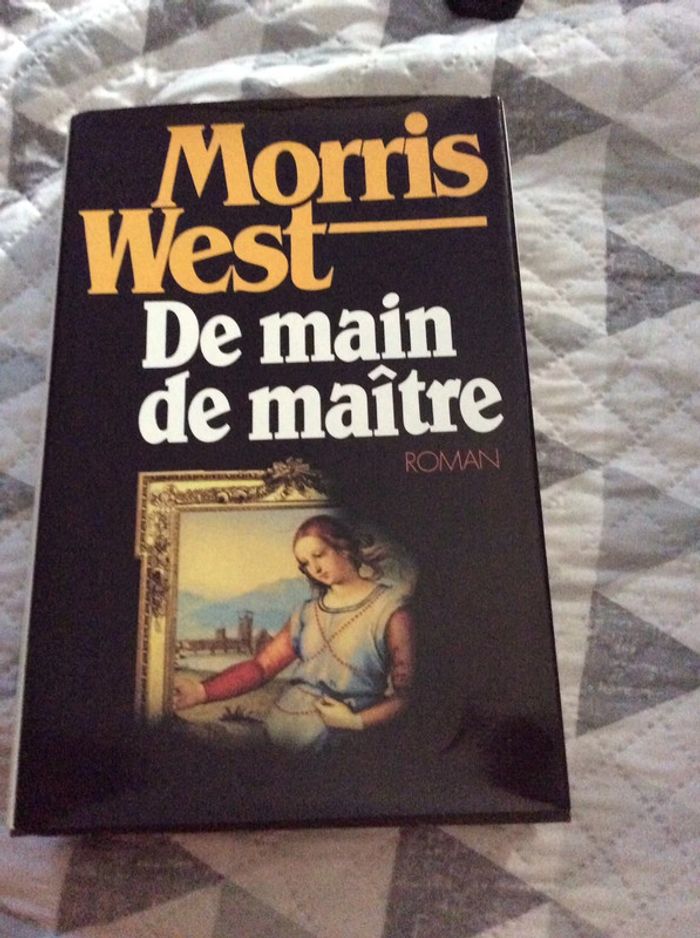 Morris
West
De main
de maître
ROMAN